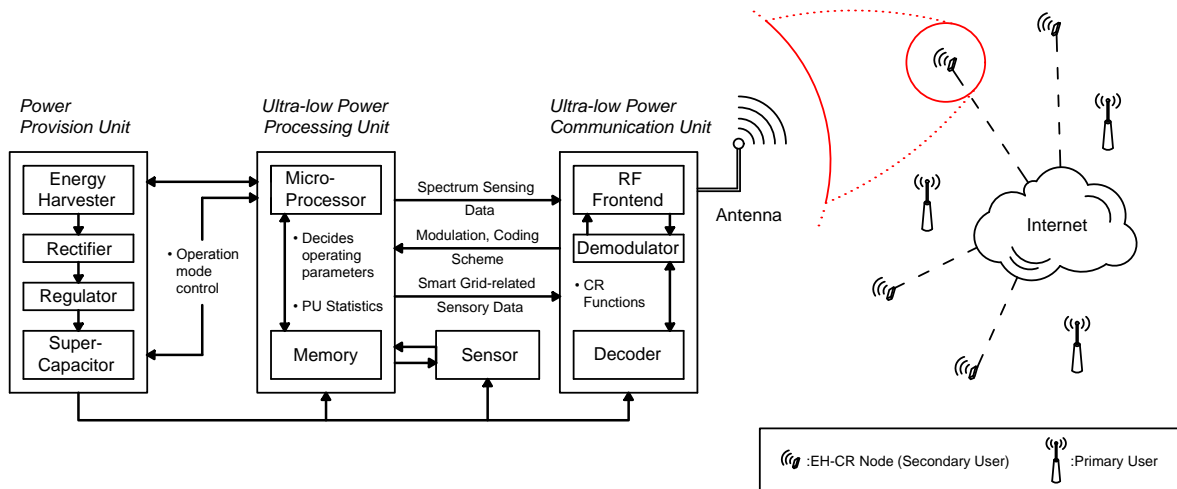 Power
Provision Unit
Energy
Harvester
Rectifier
Regulator
Super-
Capacitor
• Operation
mode
control
Ultra-low Power
Processing Unit
Micro-
Processor
• Decides
operating
parameters
• PU Statistics
Memory
Spectrum Sensing
Data
Modulation, Coding
Scheme
Smart Grid-related
Sensory Data
Sensor
Ultra-low Power
Communication Unit
RF
Frontend
Demodulator
• CR
Functions
Decoder
Antenna
Internet
:EH-CR Node (Secondary User)
:Primary User